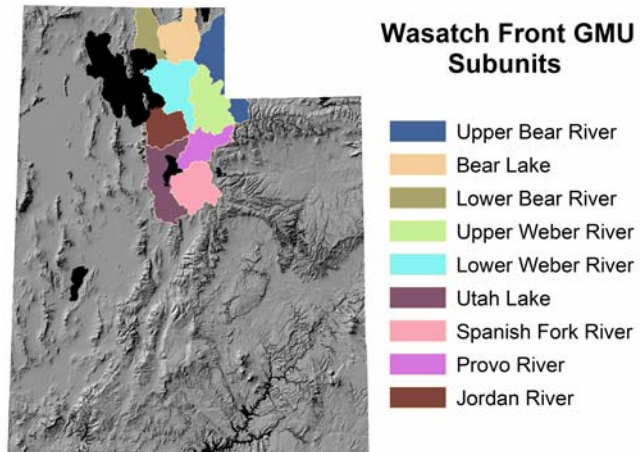 Wasatch Front GMU
Subunits
Upper Bear River
Bear Lake
Lower Bear River
Upper Weber River
Lower Weber River
Utah Lake
Spanish Fork River
Provo River
Jordan River